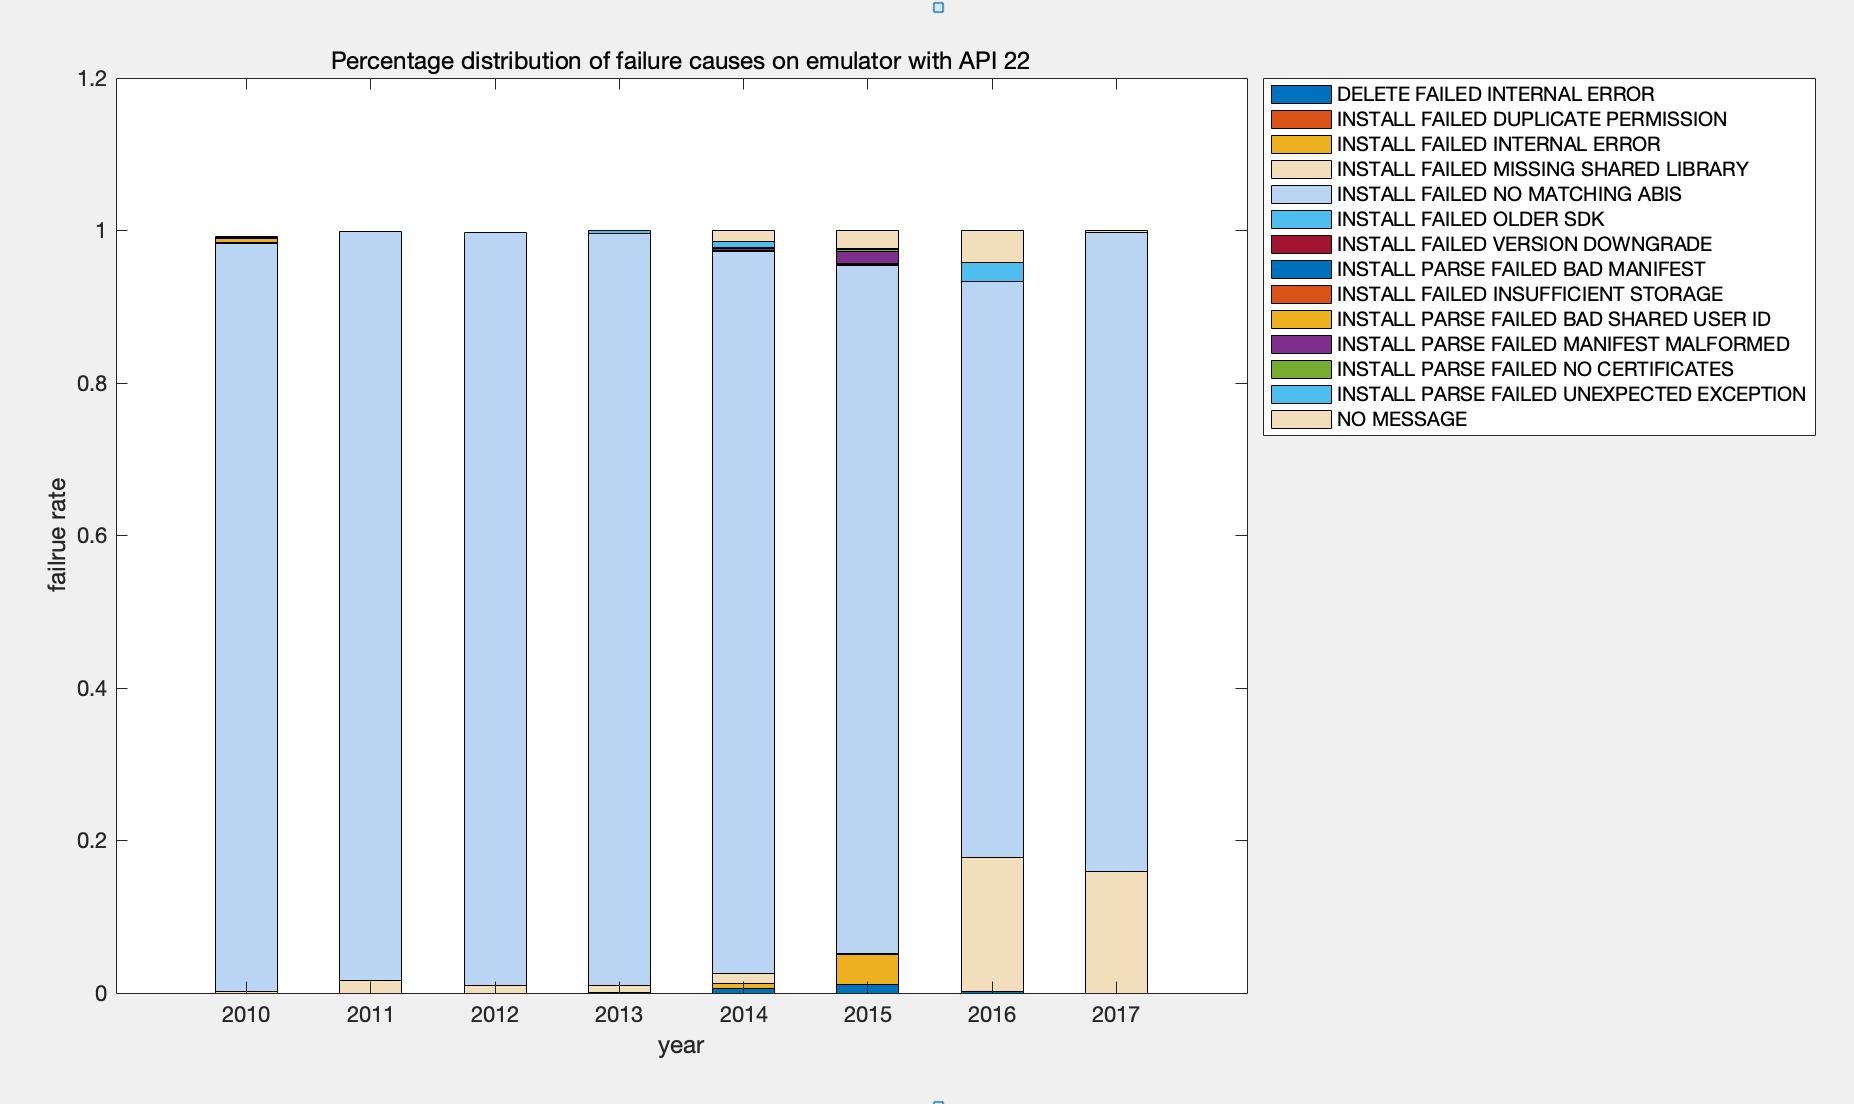 Percentage distribution of failure causes on emulator with API 22
1.2
1
0.8
0.6
0.4
0.2
0
failrue rate
2010 2011 2012 2013 2014 2015 2016 2017
year
DELETE FAILED INTERNAL ERROR
INSTALL FAILED DUPLICATE PERMISSION
INSTALL FAILED INTERNAL ERROR
INSTALL FAILED MISSING SHARED LIBRARY
INSTALL FAILED NO MATCHING ABIS
INSTALL FAILED OLDER SDK
INSTALL FAILED VERSION DOWNGRADE
INSTALL PARSE FAILED BAD MANIFEST
INSTALL FAILED INSUFFICIENT STORAGE
INSTALL PARSE FAILED BAD SHARED USER ID
INSTALL PARSE FAILED MANIFEST MALFORMED
INSTALL PARSE FAILED NO CERTIFICATES
INSTALL PARSE FAILED UNEXPECTED EXCEPTION
NO MESSAGE